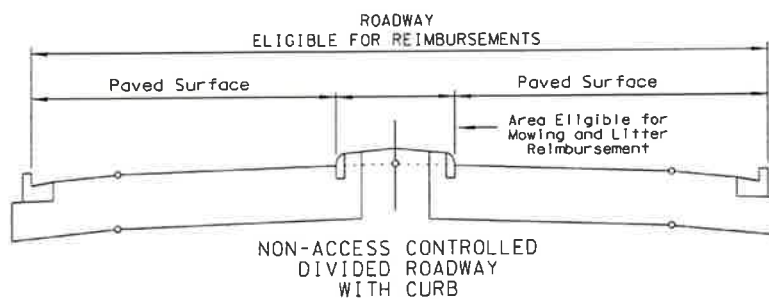 ROADWAY
ELIGIBLE FOR REIMBURSEMENTS
Paved Surface
Paved Surface
Area Eligible for
Mowing and Litter
Reimbursement
NON-ACCESS CONTROLLED
DIVIDED ROADWAY
WITH CURB